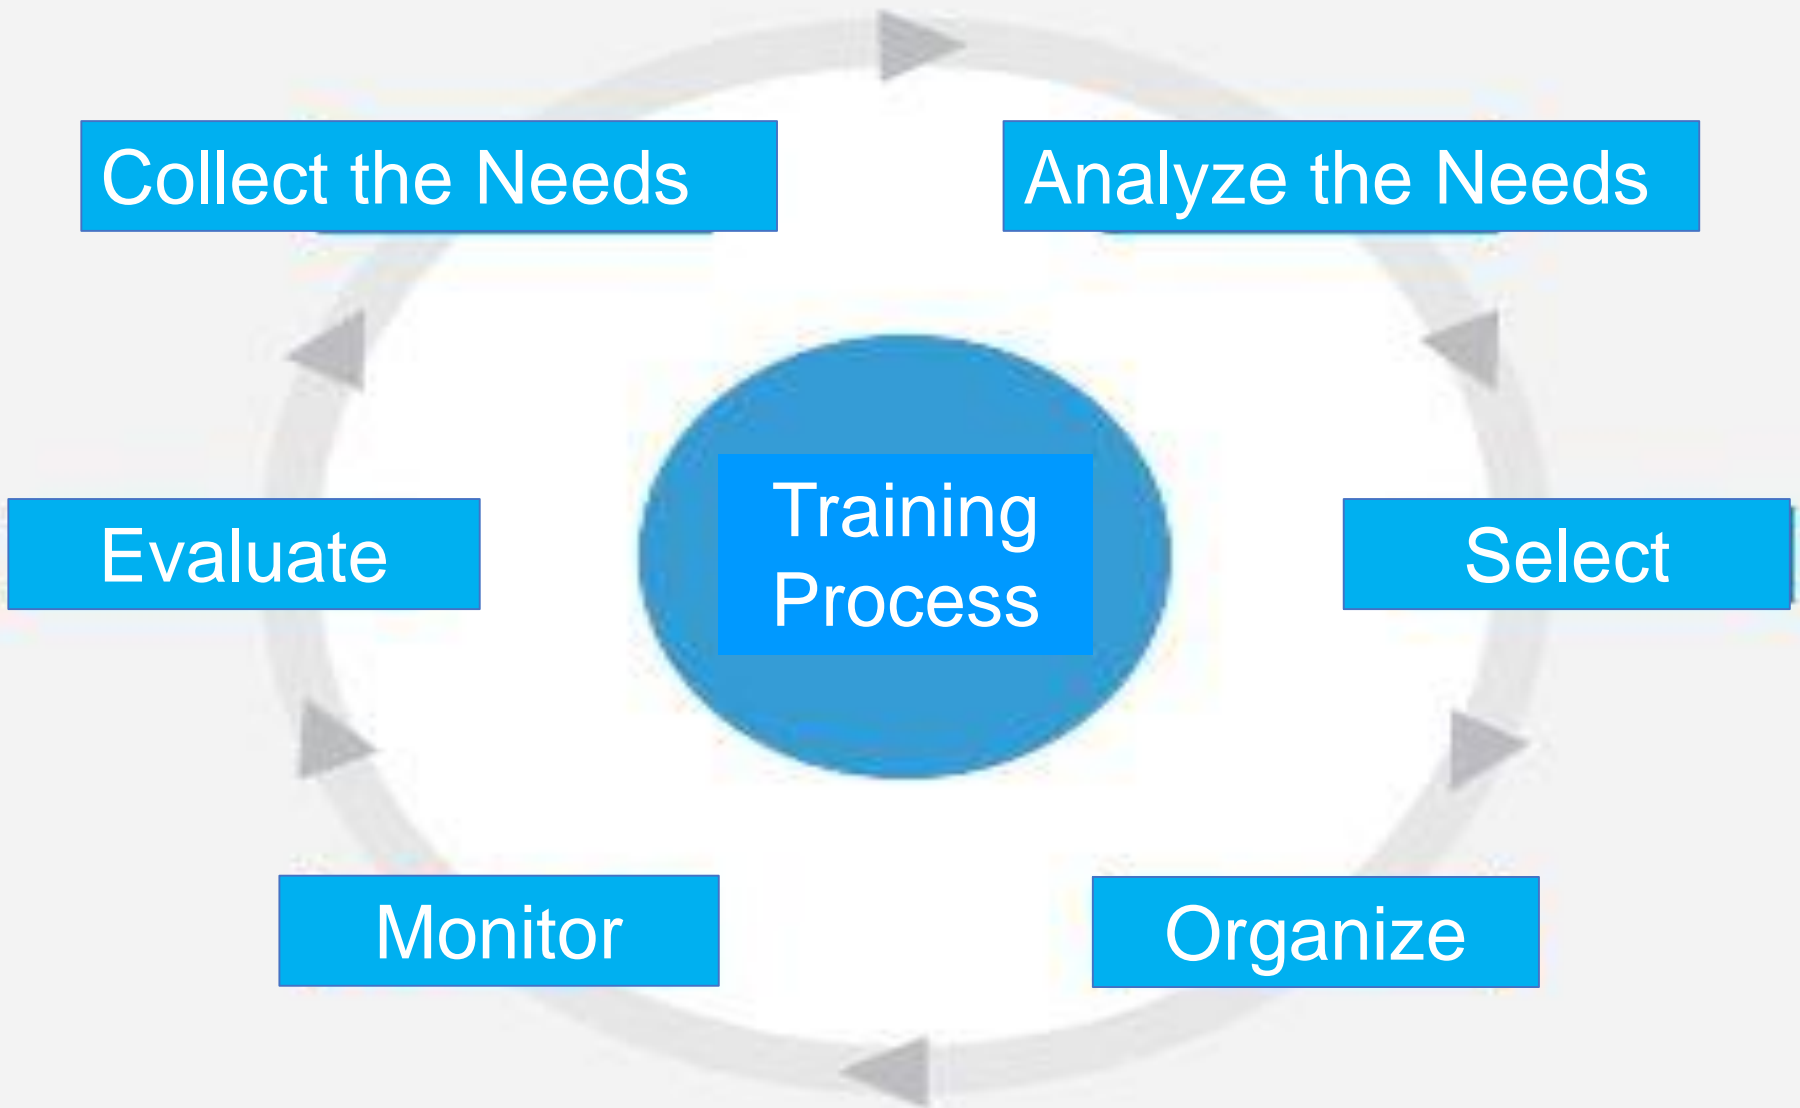 Collect the Needs
Analyze the Needs
Evaluate
Training
Process
Select
Monitor
Organize